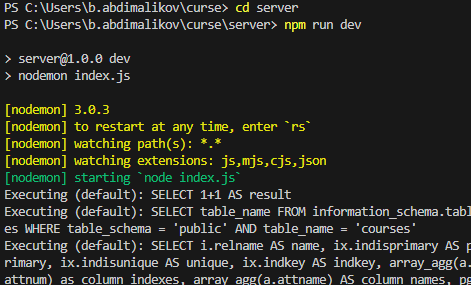 PS C:\Users\b.abdimalikov\curse> cd server
PS C:\Users\b.abdimalikov\curse\server> npm run dev
> server@1.0.0 dev
> nodemon index.js
[nodemon] 3.0.3
[nodemon] to restart at any time, enter `rs`
[nodemon] watching path(s): *.*
[nodemon] watching extensions: js,mjs,cjs,json
[nodemon] starting `node index.js`
Executing (default): SELECT 1+1 AS result
Executing (default): SELECT table_name FROM information_schema.tabl
es WHERE table_schema = 'public' AND table_name = 'courses'
Executing (default): SELECT i.relname AS name, ix.indisprimary AS p
rimary, ix.indisunique AS unique, ix.indkey AS indkey, array_agg(a.
attnum) as column_indexes, array_agg(a.attname) AS column_names, pg